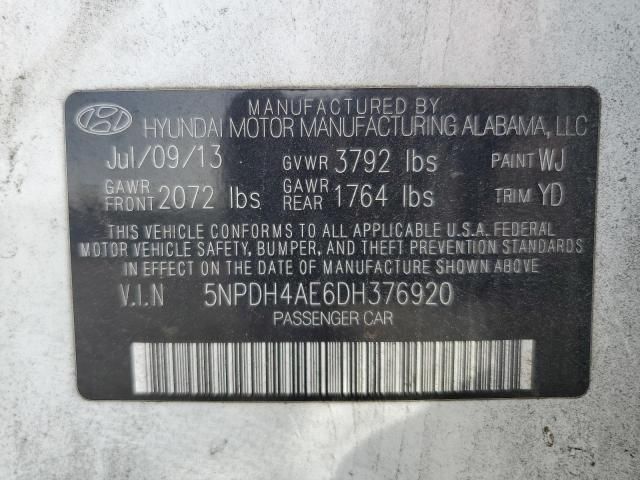 MANUFACTURED BY
HYUNDAI MOTOR MANUFACTURING ALABAMA, LLC
Jul/09/13 GVWR 3792 lbs PAINT WJ
GAWR FRONT 2072 lbs GAWR REAR 1764 lbs TRIM YD
THIS VEHICLE CONFORMS TO ALL APPLICABLE U.S.A. FEDERAL
MOTOR VEHICLE SAFETY, BUMPER, AND THEFT PREVENTION STANDARDS
IN EFFECT ON THE DATE OF MANUFACTURE SHOWN ABOVE
V.I.N 5NPDH4AE6DH376920
PASSENGER CAR